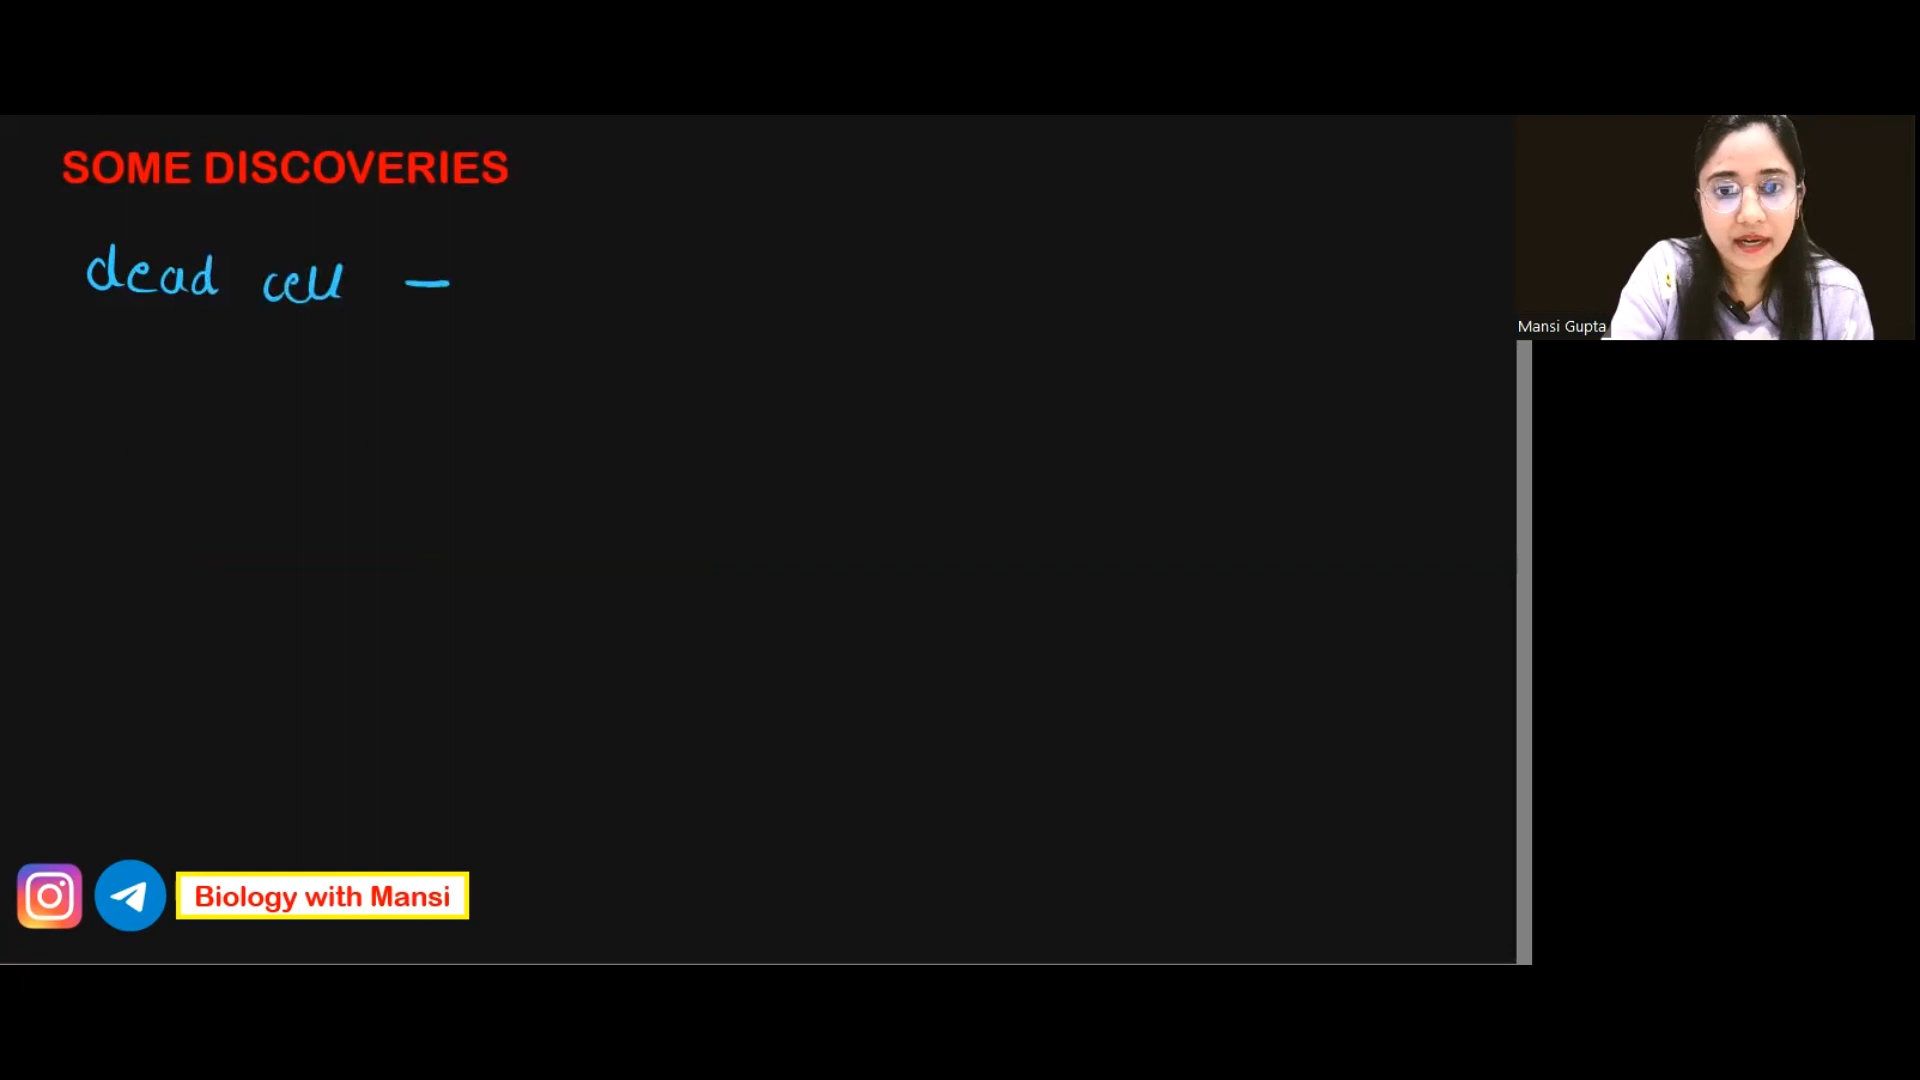 SOME DISCOVERIES
dead cell -
Mansi Gupta
Biology with Mansi